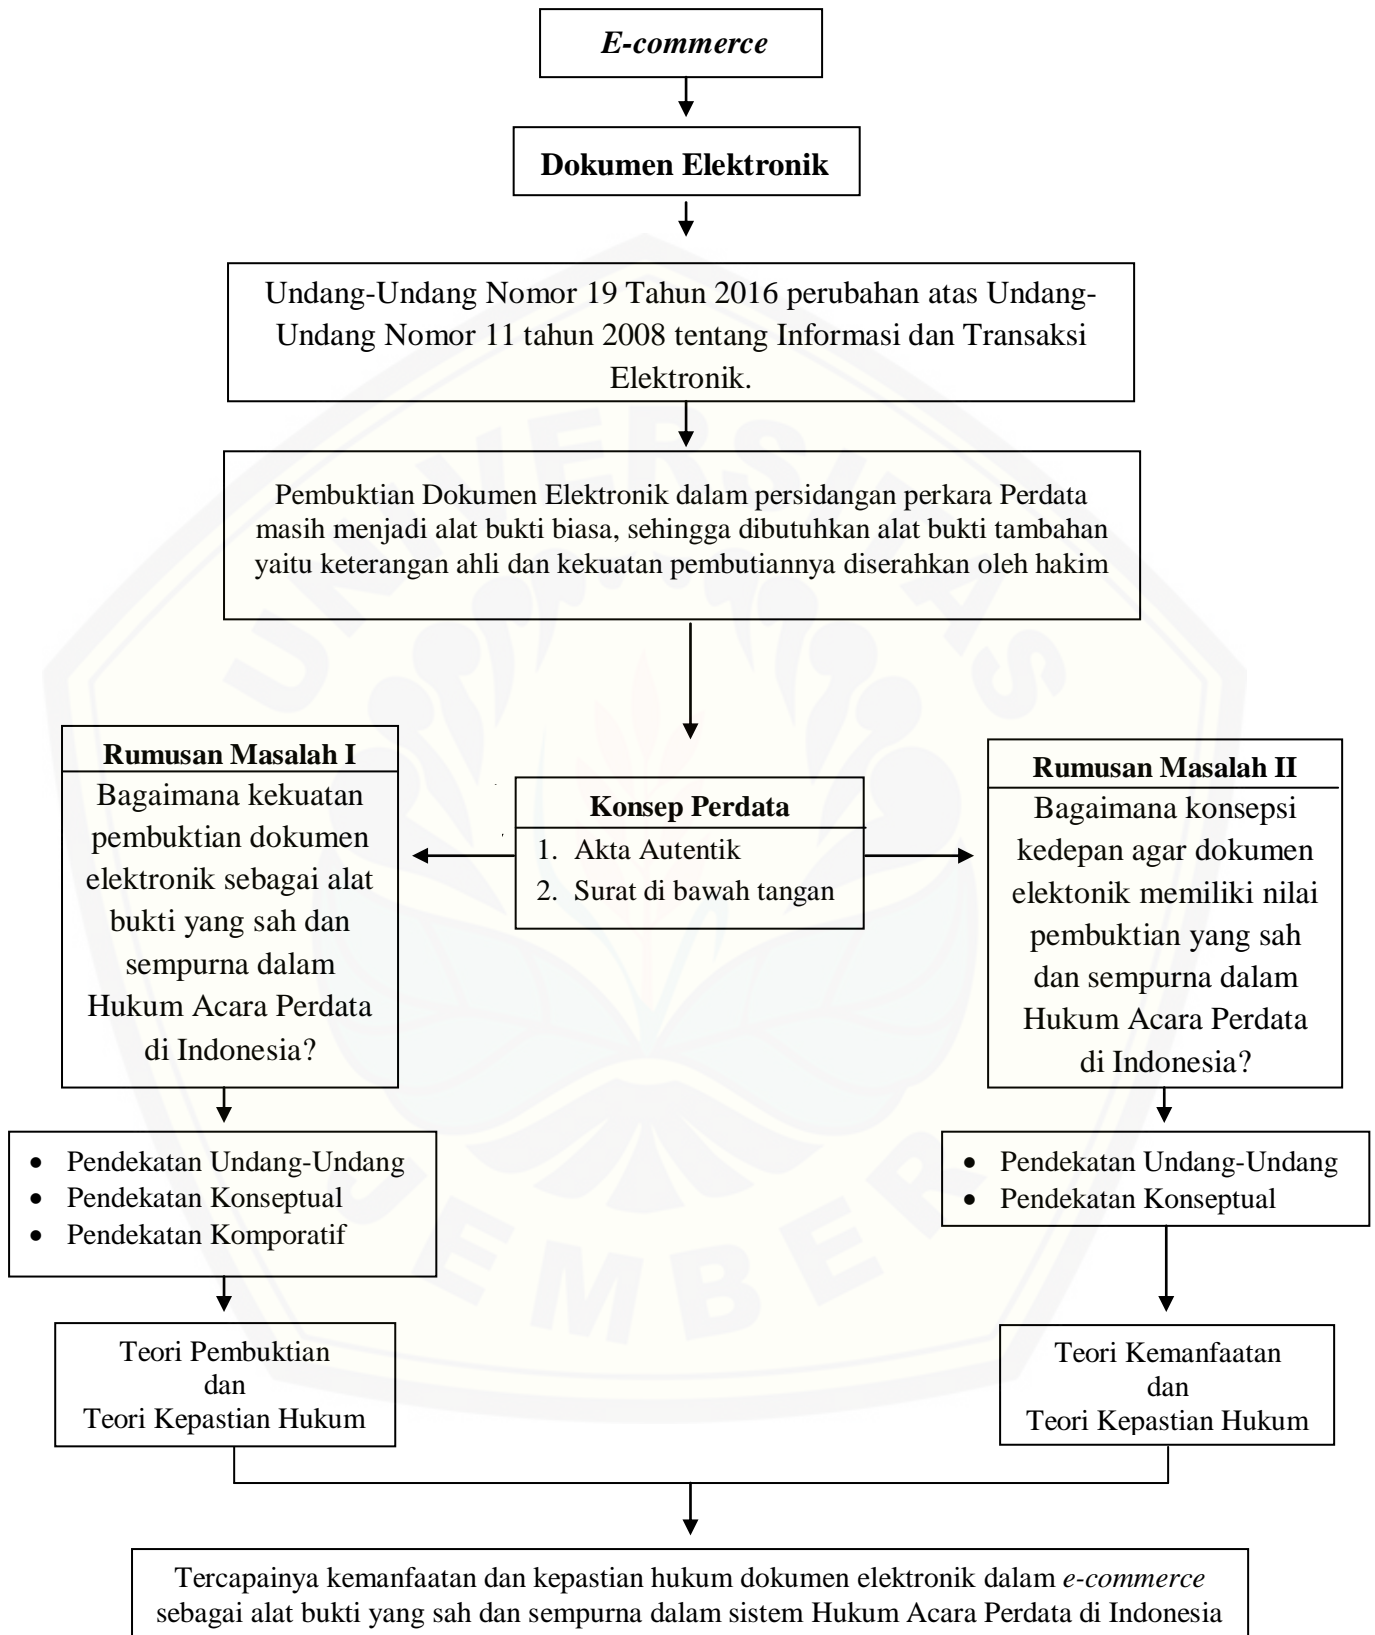 E-commerce
Dokumen Elektronik
Undang-Undang Nomor 19 Tahun 2016 perubahan atas Undang-
Undang Nomor 11 tahun 2008 tentang Informasi dan Transaksi
Elektronik.
Pembuktian Dokumen Elektronik dalam persidangan perkara Perdata
masih menjadi alat bukti biasa, sehingga dibutuhkan alat bukti tambahan
yaitu keterangan ahli dan kekuatan pembutiannya diserahkan oleh hakim
Rumusan Masalah I
Bagaimana kekuatan
pembuktian dokumen
elektronik sebagai alat
bukti yang sah dan
sempurna dalam
Hukum Acara Perdata
di Indonesia?
Konsep Perdata
1. Akta Autentik
2. Surat di bawah tangan
Rumusan Masalah II
Bagaimana konsepsi
kedepan agar dokumen
elektonik memiliki nilai
pembuktian yang sah
dan sempurna dalam
Hukum Acara Perdata
di Indonesia?
• Pendekatan Undang-Undang
• Pendekatan Konseptual
• Pendekatan Komporatif
• Pendekatan Undang-Undang
• Pendekatan Konseptual
Teori Pembuktian
dan
Teori Kepastian Hukum
Teori Kemanfaatan
dan
Teori Kepastian Hukum
Tercapainya kemanfaatan dan kepastian hukum dokumen elektronik dalam e-commerce
sebagai alat bukti yang sah dan sempurna dalam sistem Hukum Acara Perdata di Indonesia
UNIVERSITAS
JEMBER